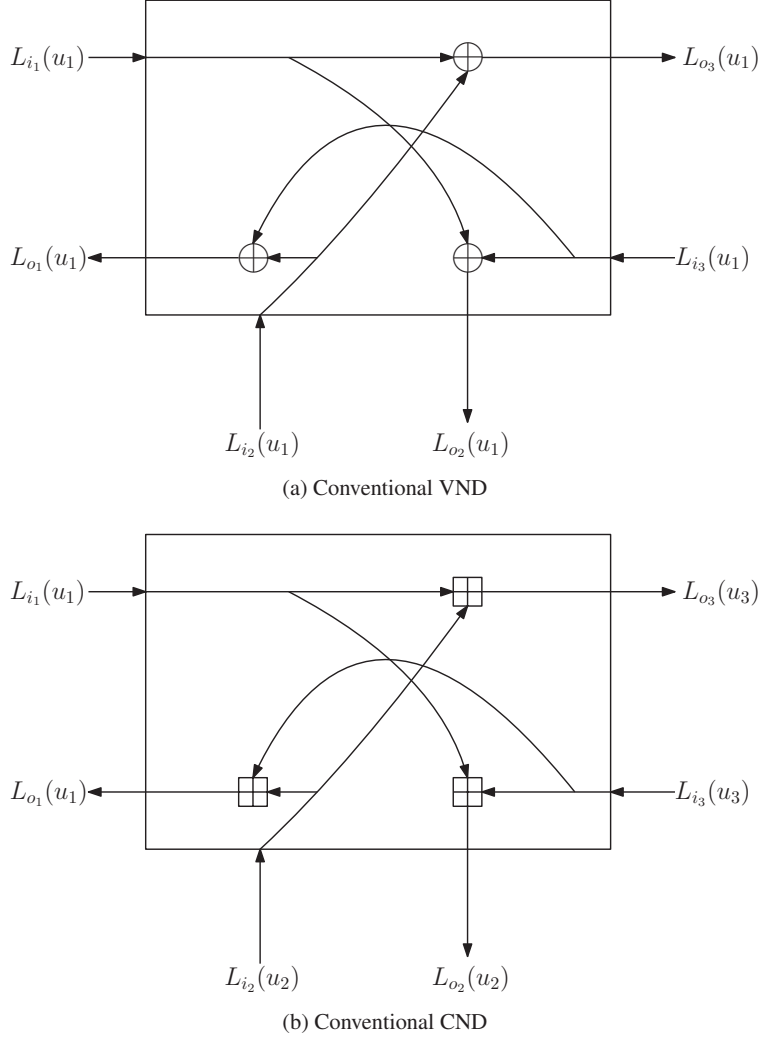 L_{i_1}(u_1) L_{o_3}(u_1)
L_{o_1}(u_1) L_{i_3}(u_1)
L_{i_2}(u_1) L_{o_2}(u_1)
(a) Conventional VND
L_{i_1}(u_1) L_{o_3}(u_3)
L_{o_1}(u_1) L_{i_3}(u_3)
L_{i_2}(u_2) L_{o_2}(u_2)
(b) Conventional CND